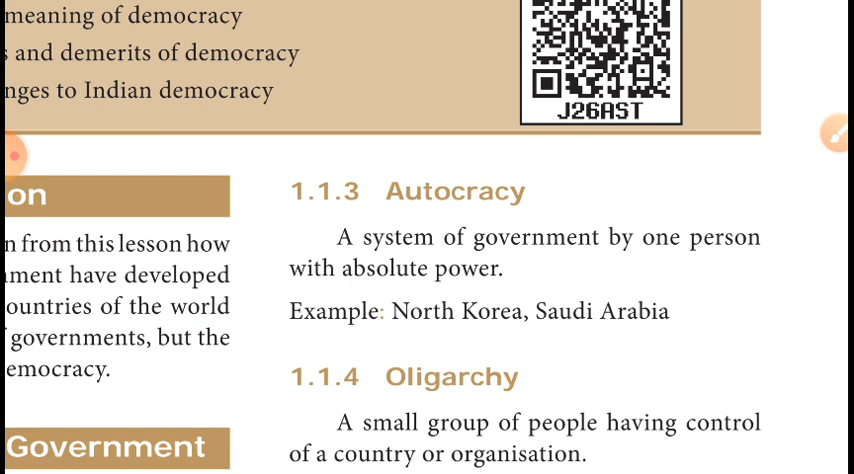 meaning of democracy
and demerits of democracy
nges to Indian democracy
J26AST
on
n from this lesson how
nment have developed
ountries of the world
governments, but the
emocracy.
Government
1.1.3 Autocracy
A system of government by one person
with absolute power.
Example: North Korea, Saudi Arabia
1.1.4 Oligarchy
A small group of people having control
of a country or organisation.